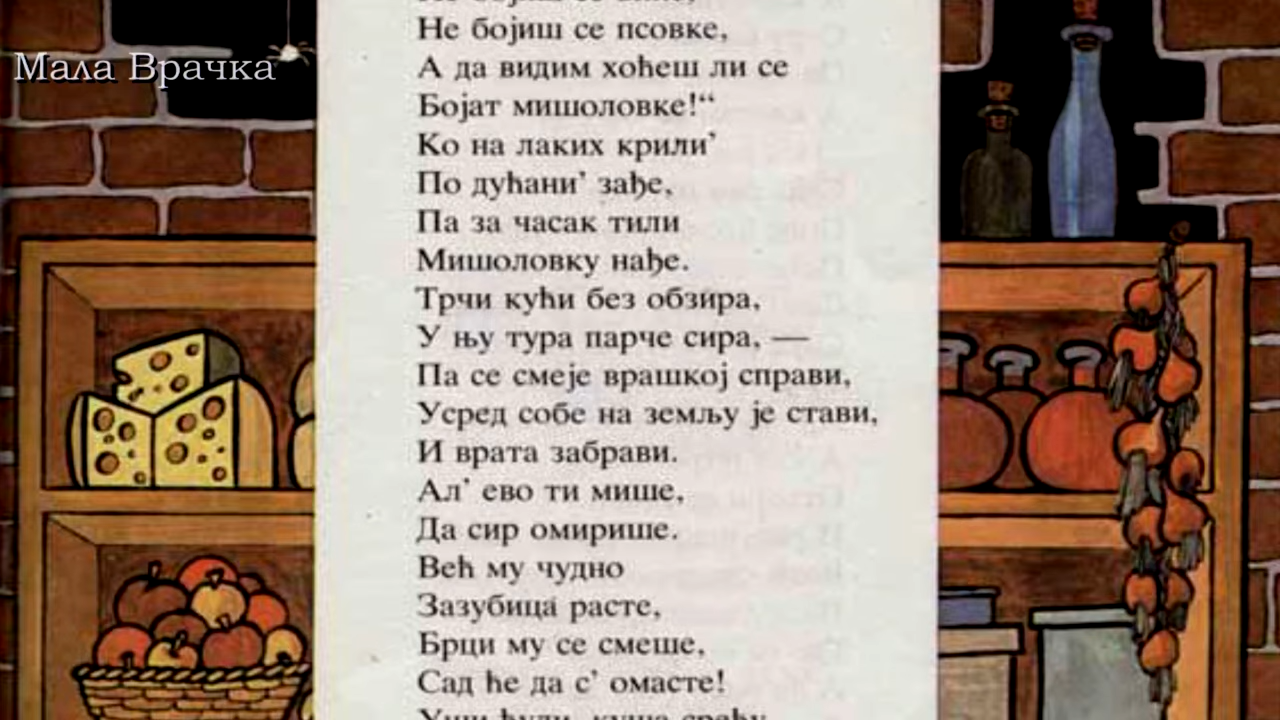 Мала Врачка
Не бојиш се псовке,
А да видим хоћеш ли се
Бојат мишоловке!“
Ко на лаких крили’
По дућани’ зађе,
Па за часак тили
Мишоловку нађе.
Трчи кући без обзира,
У њу тура парче сира, —
Па се смеје врашкој справи,
Усред собе на земљу је стави,
И врата забрави.
Ал’ ево ти мише,
Да сир омирише.
Већ му чудно
Зазубица расте,
Брци му се смеше,
Сад ће да с’ омасте!